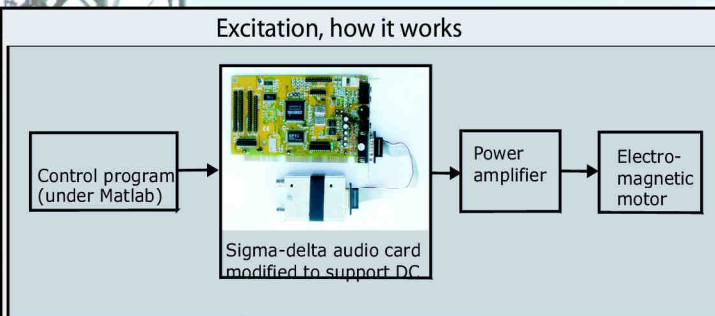 Excitation, how it works
Control program
(under Matlab)
Sigma-delta audio card
modified to support DC
Power
amplifier
Electro-
magnetic
motor